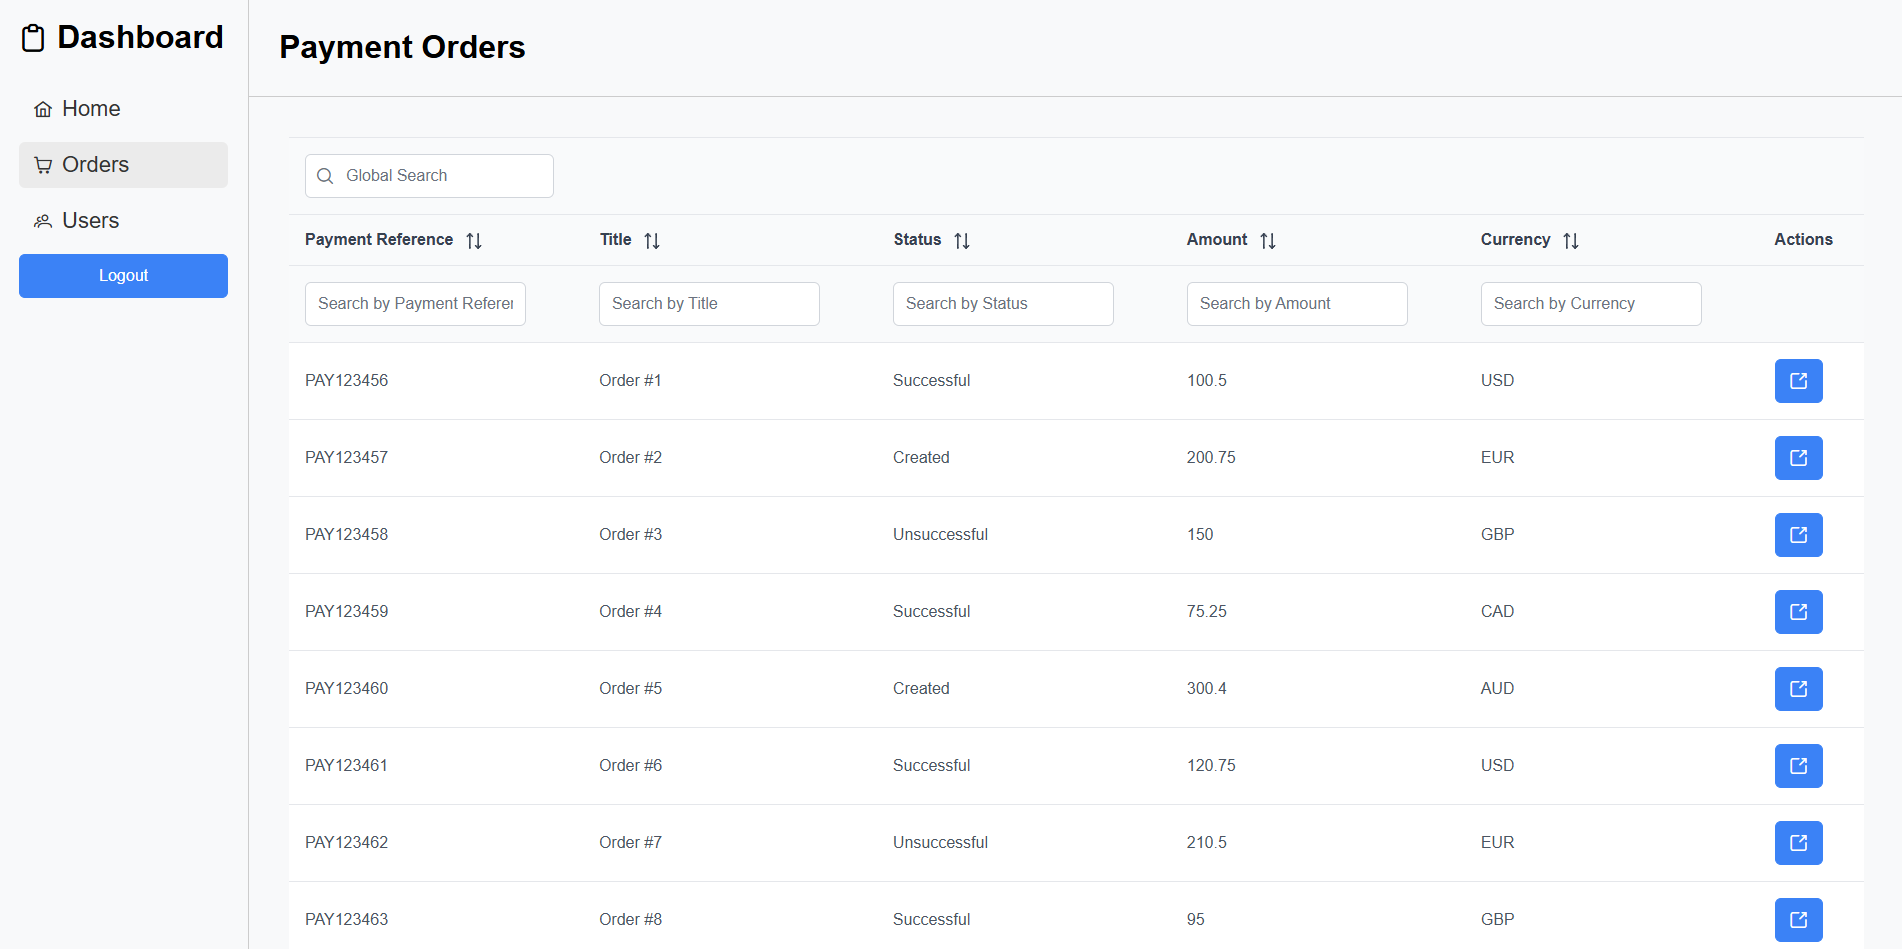 Dashboard
Home
Orders
Users
Logout
Payment Orders
Global Search
Payment Reference Title Status Amount Currency Actions
Search by Payment Referer Search by Title Search by Status Search by Amount Search by Currency
PAY123456 Order #1 Successful 100.5 USD
PAY123457 Order #2 Created 200.75 EUR
PAY123458 Order #3 Unsuccessful 150 GBP
PAY123459 Order #4 Successful 75.25 CAD
PAY123460 Order #5 Created 300.4 AUD
PAY123461 Order #6 Successful 120.75 USD
PAY123462 Order #7 Unsuccessful 210.5 EUR
PAY123463 Order #8 Successful 95 GBP